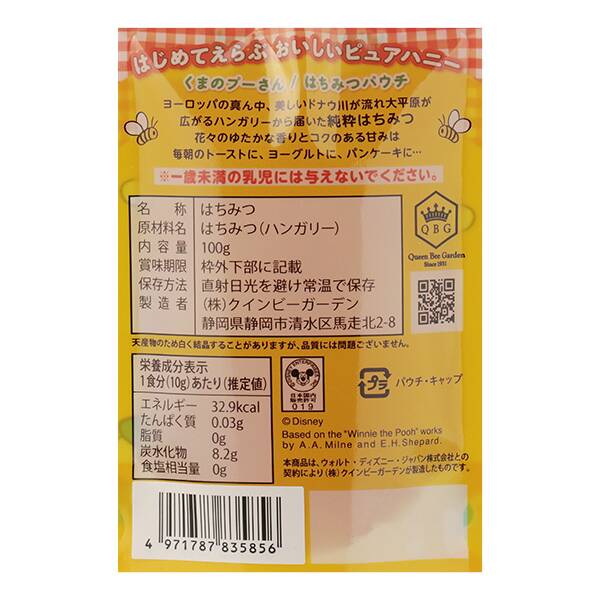 はじめてえらぶ おいしいピュアハニー
くまのプーさん / はちみつパウチ
ヨーロッパの真ん中、美しいドナウ川が流れ大平原が
広がるハンガリーから届いた純粋はちみつ
花々のゆたかな香りとコクのある甘みは
毎朝のトーストに、ヨーグルトに、パンケーキに…
※一歳未満の乳児には与えないでください。
名 称 はちみつ
原材料名 はちみつ(ハンガリー)
内 容 量 100g
賞味期限 枠外下部に記載
保存方法 直射日光を避け常温で保存
製 造 者 (株)クインビーガーデン
静岡県静岡市清水区馬走北2-8
QBG
Queen Bee Garden
Since 1931
天産物のため白く結晶することがありますが、品質には問題ございません。
栄養成分表示
1食分(10g)あたり(推定値)
エネルギー 32.9kcal
たんぱく質 0.03g
脂質 0g
炭水化物 8.2g
食塩相当量 0g
日本国内
販売許可
019
プラ パウチ・キャップ
© Disney
Based on the "Winnie the Pooh" works
by A.A. Milne and E.H.Shepard.
本商品は、ウォルト・ディズニー・ジャパン株式会社との
契約により(株)クインビーガーデンが製造したものです。
4 971787 835856